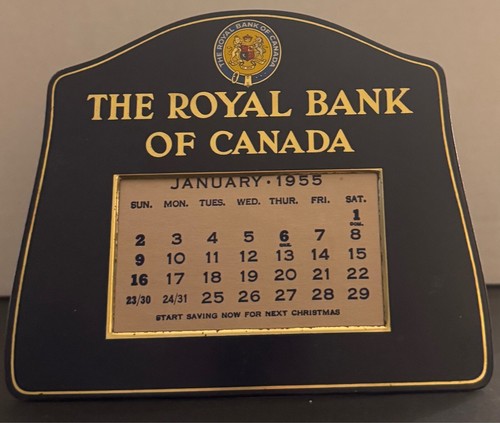 THE ROYAL BANK OF CANADA
THE ROYAL BANK
OF CANADA
JANUARY · 1955
SUN. MON. TUES. WED. THUR. FRI. SAT.
1
2 3 4 5 6 7 8
9 10 11 12 13 14 15
16 17 18 19 20 21 22
23/30 24/31 25 26 27 28 29
START SAVING NOW FOR NEXT CHRISTMAS